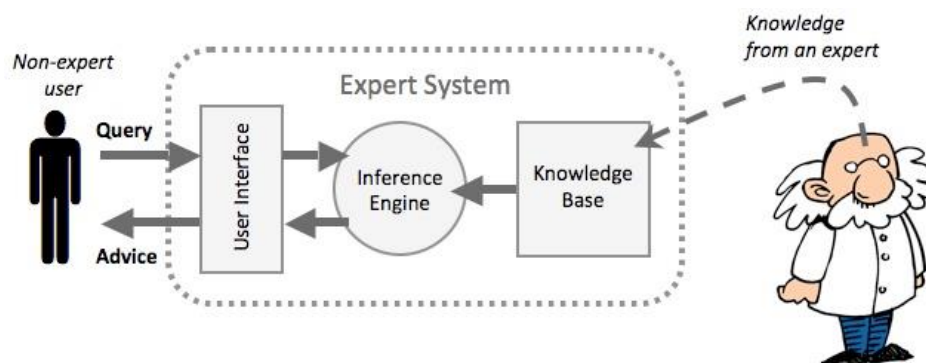 Knowledge
from an expert
Non-expert
user
Expert System
Query
User Interface
Inference
Engine
Knowledge
Base
Advice